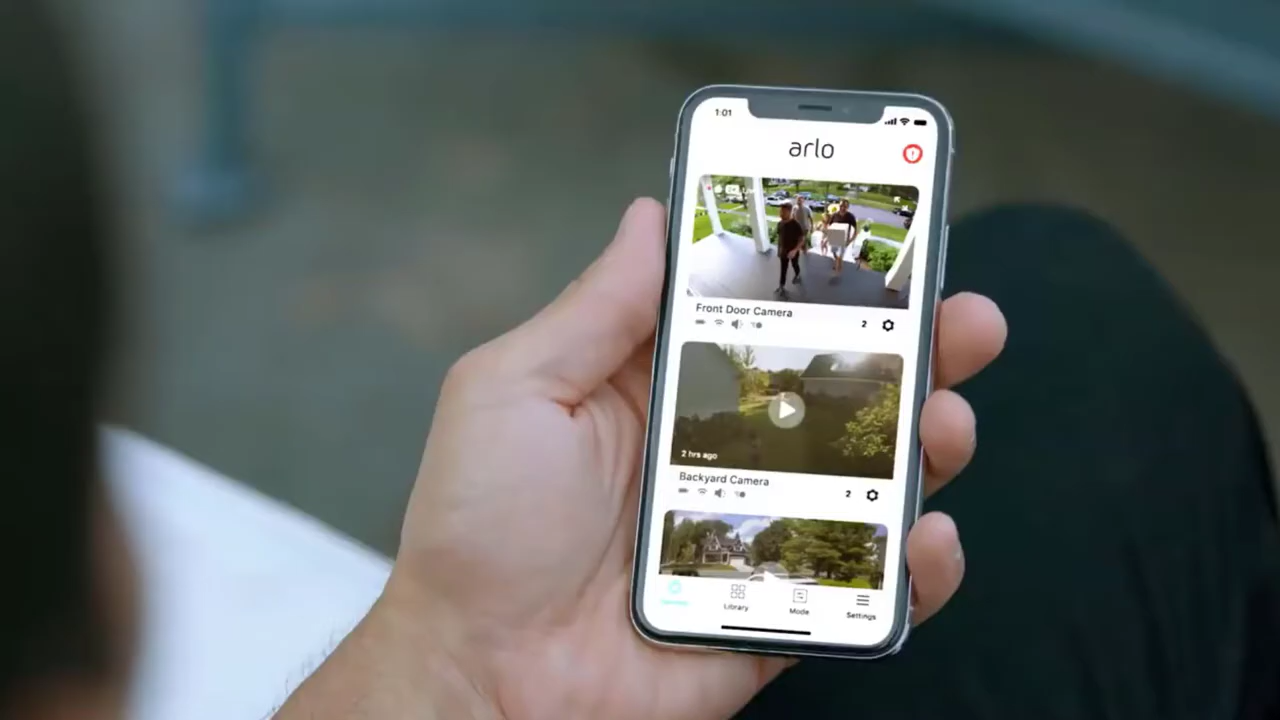 1:01
arlo
Front Door Camera
2
2 hrs ago
Backyard Camera
2
Library
Mode
Settings